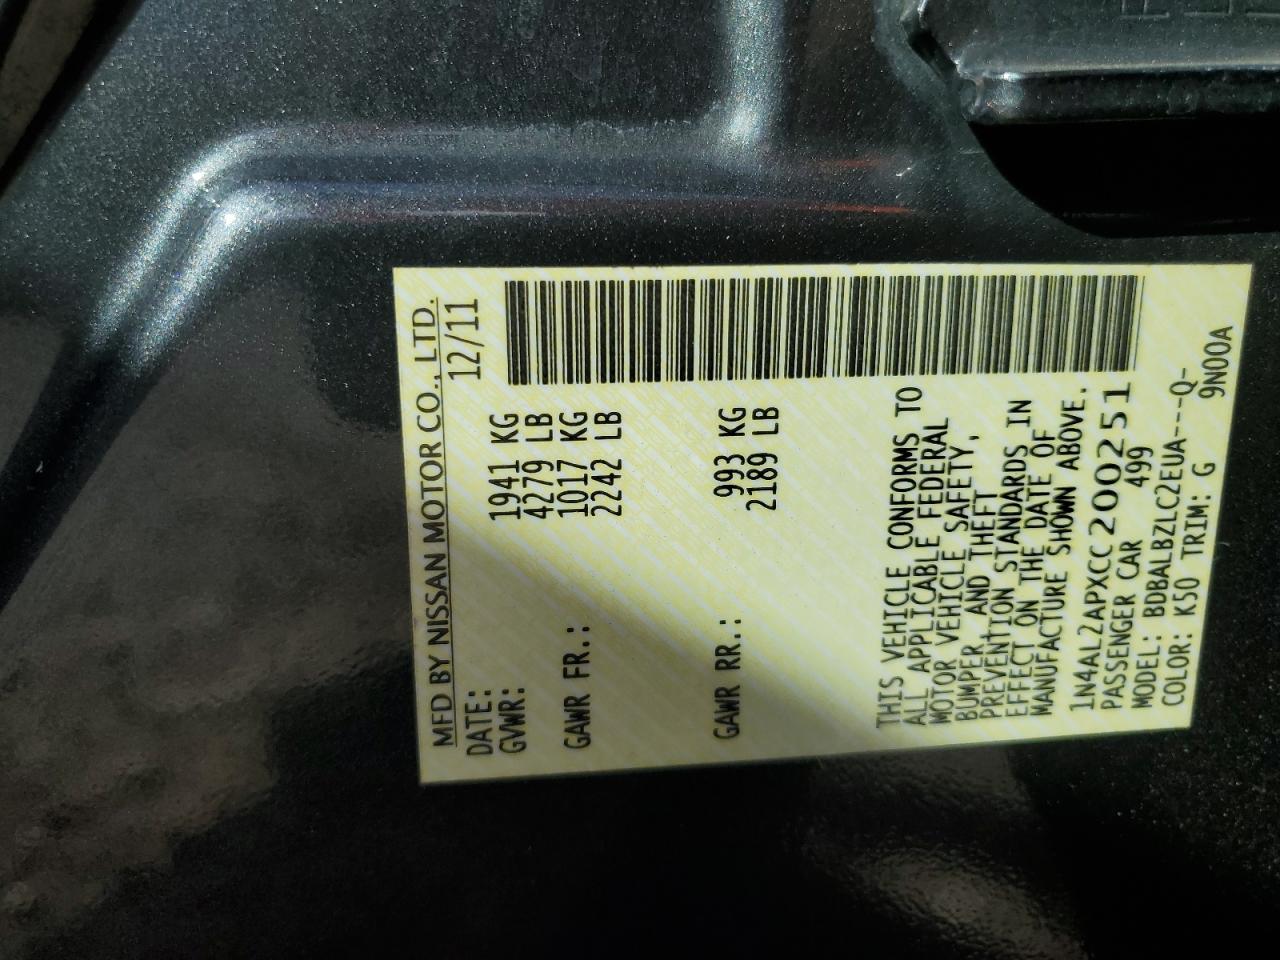 MFD BY NISSAN MOTOR CO., LTD.
DATE: 12/11
GVWR: 1941 KG
4279 LB
GAWR FR.: 1017 KG
2242 LB
GAWR RR.: 993 KG
2189 LB
THIS VEHICLE CONFORMS TO
ALL APPLICABLE FEDERAL
MOTOR VEHICLE SAFETY,
BUMPER AND THEFT
PREVENTION STANDARDS IN
EFFECT ON THE DATE OF
MANUFACTURE SHOWN ABOVE.
1N4AL2APXCC200251
PASSENGER CAR 499
MODEL: BDBALBZLC2EUA---Q-
COLOR: K50 TRIM: G 9N00A